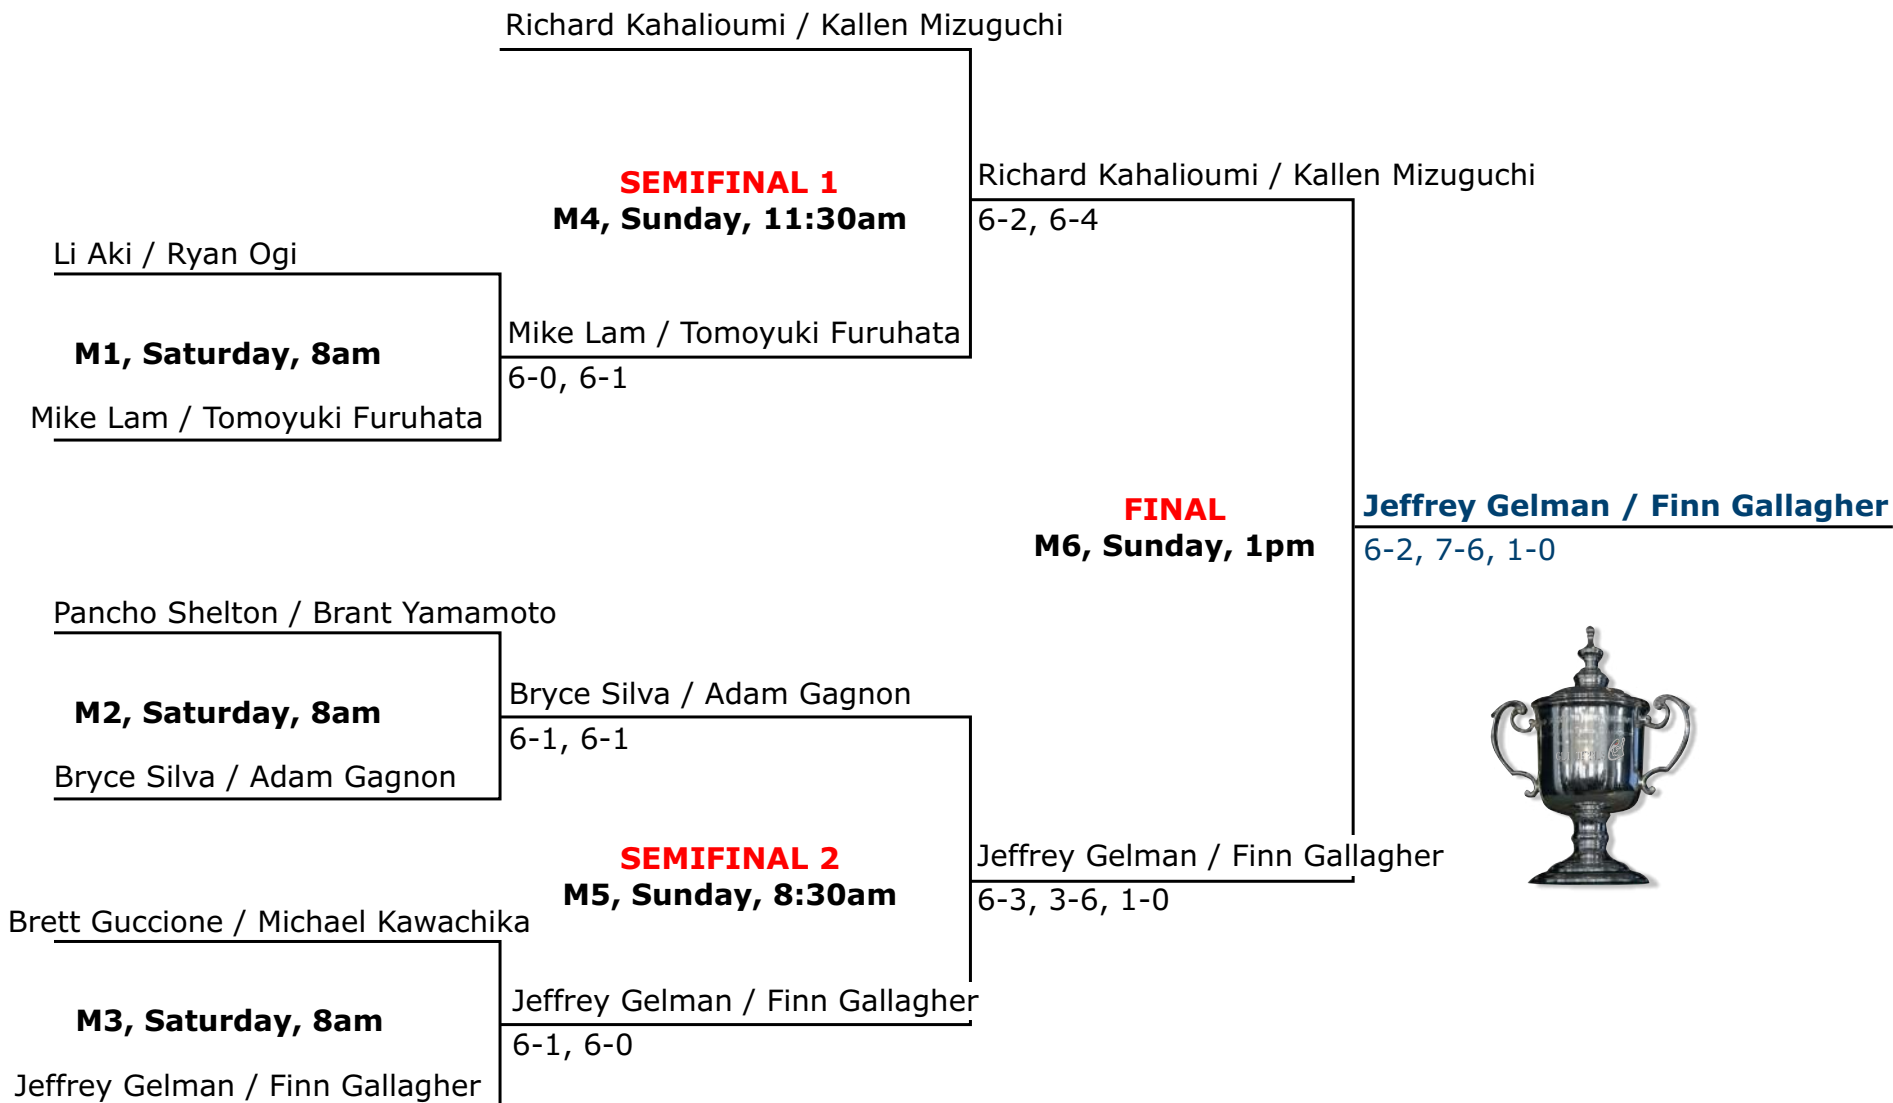 Richard Kahalioumi / Kallen Mizuguchi
SEMIFINAL 1
M4, Sunday, 11:30am
Richard Kahalioumi / Kallen Mizuguchi
6-2, 6-4
Li Aki / Ryan Ogi
M1, Saturday, 8am
Mike Lam / Tomoyuki Furuhata
Mike Lam / Tomoyuki Furuhata
6-0, 6-1
FINAL
M6, Sunday, 1pm
Jeffrey Gelman / Finn Gallagher
6-2, 7-6, 1-0
Pancho Shelton / Brant Yamamoto
M2, Saturday, 8am
Bryce Silva / Adam Gagnon
Bryce Silva / Adam Gagnon
6-1, 6-1
SEMIFINAL 2
M5, Sunday, 8:30am
Jeffrey Gelman / Finn Gallagher
6-3, 3-6, 1-0
Brett Guccione / Michael Kawachika
M3, Saturday, 8am
Jeffrey Gelman / Finn Gallagher
Jeffrey Gelman / Finn Gallagher
6-1, 6-0